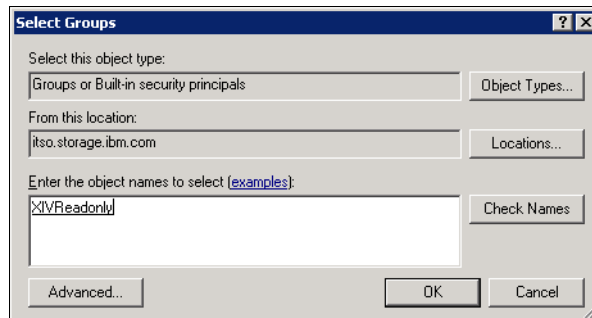 Select Groups
Select this object type:
Groups or Built-in security principals
Object Types...
From this location:
itso.storage.ibm.com
Locations...
Enter the object names to select (examples):
XIVReadonly
Check Names
Advanced...
OK
Cancel